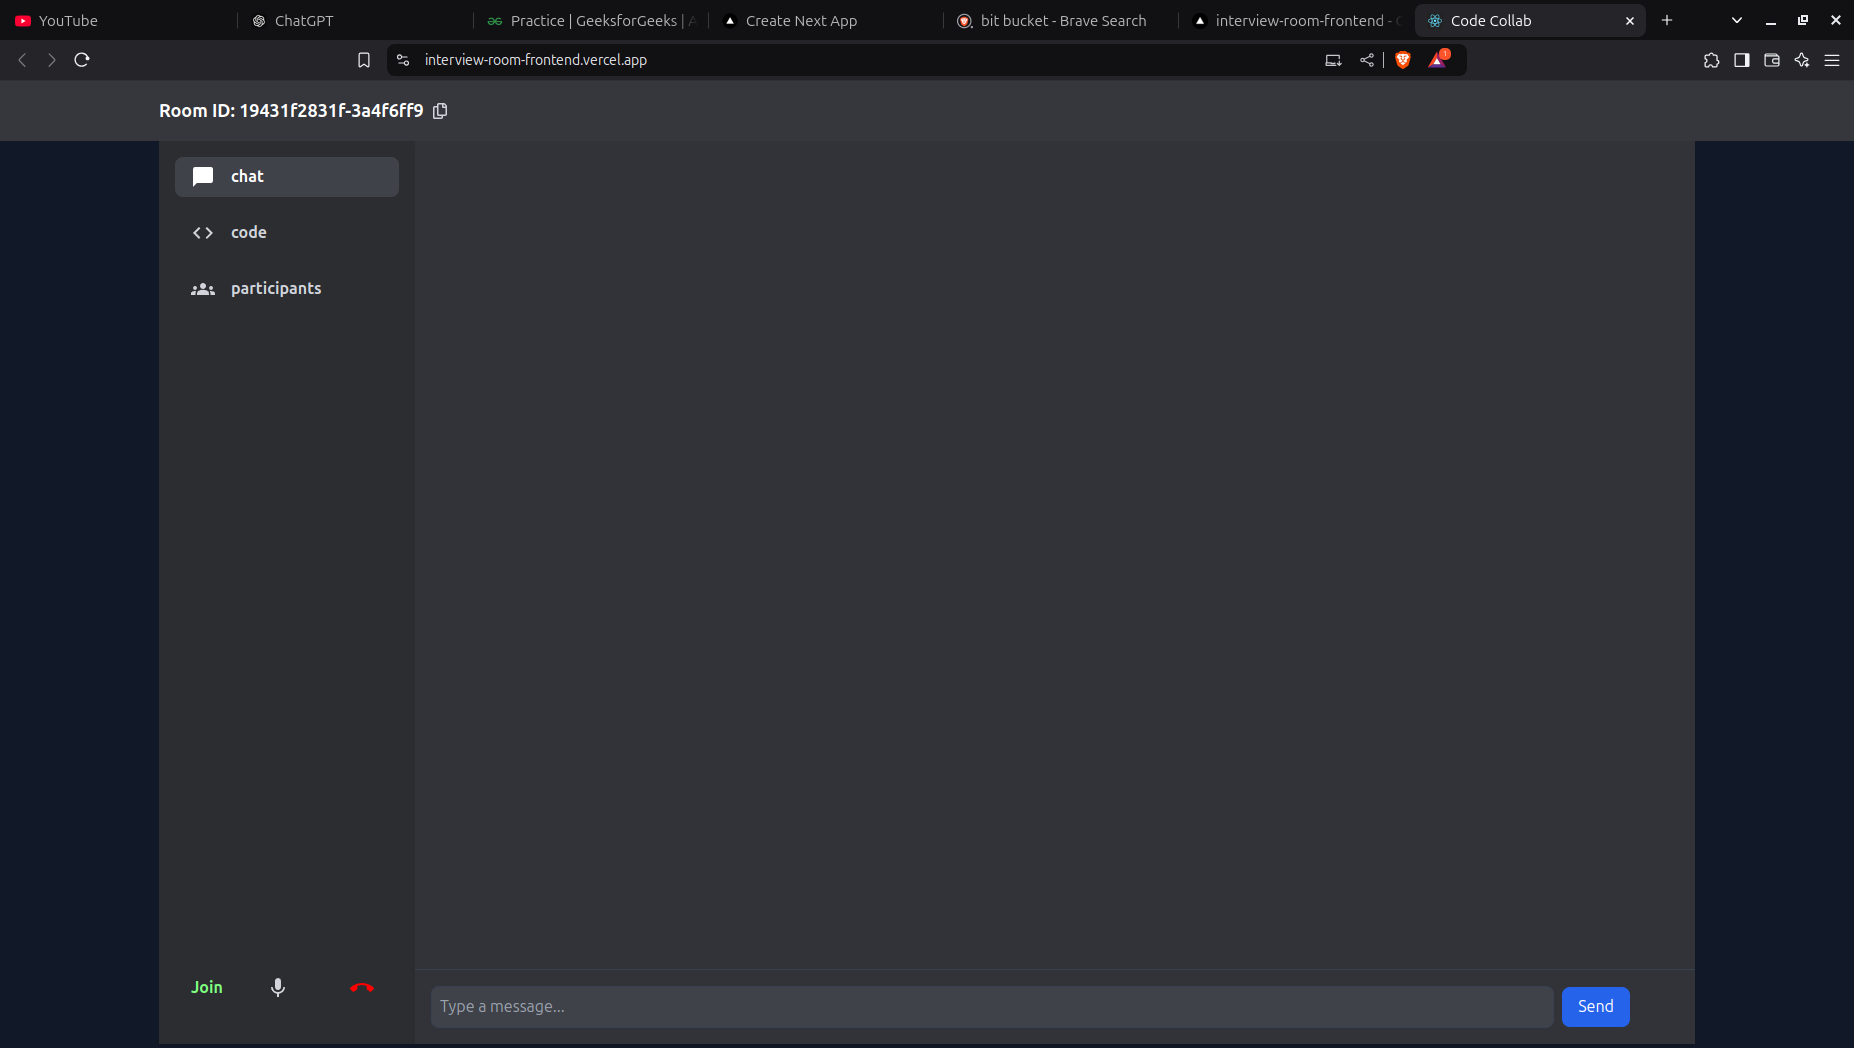 YouTube
ChatGPT
Practice | GeeksforGeeks |
Create Next App
bit bucket - Brave Search
interview-room-frontend -
Code Collab
interview-room-frontend.vercel.app
1
Room ID: 19431f2831f-3a4f6ff9
chat
code
participants
Join
Type a message...
Send